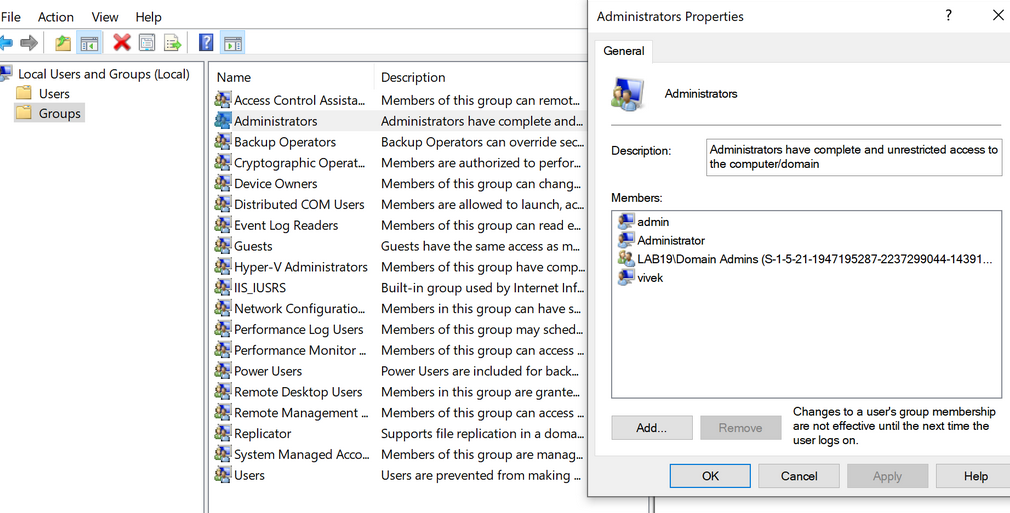 File Action View Help
Local Users and Groups (Local)
Users
Groups
Name Description
Access Control Assista... Members of this group can remot...
Administrators Administrators have complete and...
Backup Operators Backup Operators can override sec...
Cryptographic Operat... Members are authorized to perfor...
Device Owners Members of this group can chang...
Distributed COM Users Members are allowed to launch, ac...
Event Log Readers Members of this group can read e...
Guests Guests have the same access as m...
Hyper-V Administrators Members of this group have comp...
IIS_IUSRS Built-in group used by Internet Inf...
Network Configuratio... Members in this group can have s...
Performance Log Users Members of this group may sched...
Performance Monitor ... Members of this group can access ...
Power Users Power Users are included for back...
Remote Desktop Users Members in this group are grante...
Remote Management ... Members of this group can access ...
Replicator Supports file replication in a doma...
System Managed Acco... Members of this group are manag...
Users Users are prevented from making ...
Administrators Properties ?
General
Administrators
Description: Administrators have complete and unrestricted access to
the computer/domain
Members:
admin
Administrator
LAB19\Domain Admins (S-1-5-21-1947195287-2237299044-14391...
vivek
Add... Remove
Changes to a user's group membership
are not effective until the next time the
user logs on.
OK Cancel Apply Help